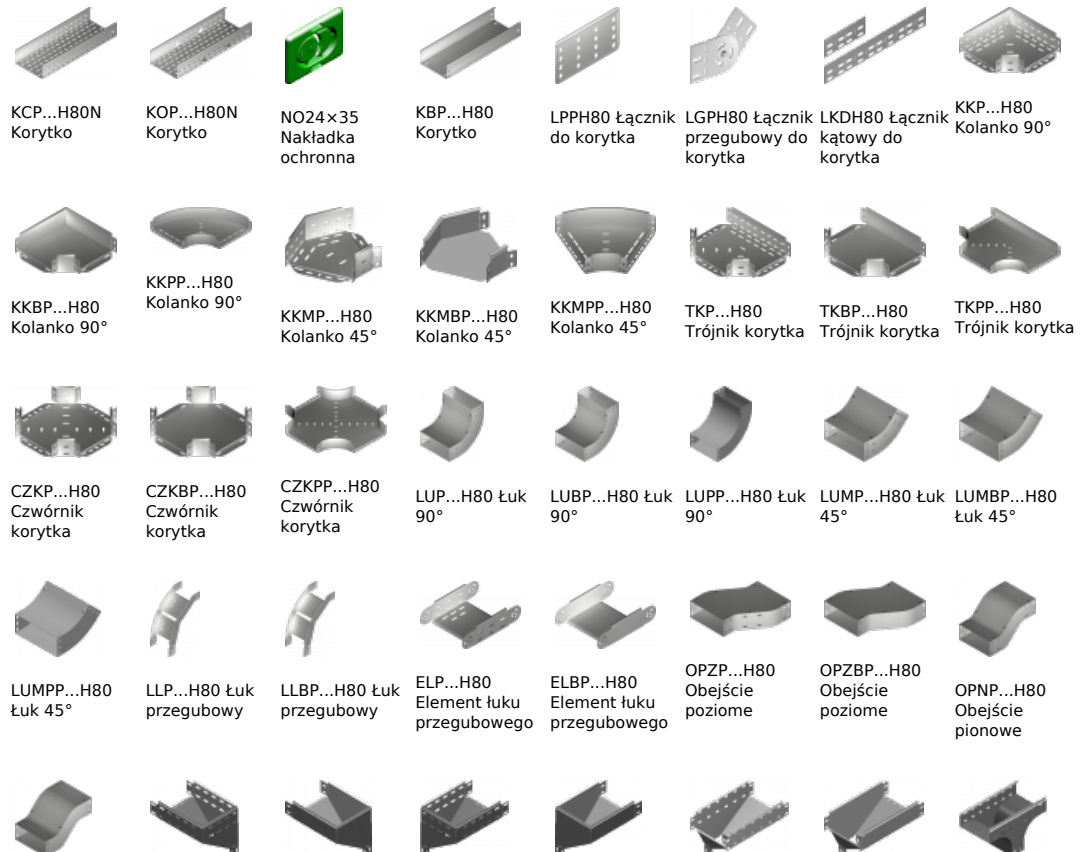 KCP...H80N
Korytko
KOP...H80N
Korytko
NO24×35
Nakładka
ochronna
KBP...H80
Korytko
LPPH80 Łącznik
do korytka
LGPH80 Łącznik
przegubowy do
korytka
LKDH80 Łącznik
kątowy do
korytka
KKP...H80
Kolanko 90°
KKBP...H80
Kolanko 90°
KKPP...H80
Kolanko 90°
KKMP...H80
Kolanko 45°
KKMBP...H80
Kolanko 45°
KKMPP...H80
Kolanko 45°
TKP...H80
Trójnik korytka
TKBP...H80
Trójnik korytka
TKPP...H80
Trójnik korytka
CZKP...H80
Czwórnik
korytka
CZKBP...H80
Czwórnik
korytka
CZKPP...H80
Czwórnik
korytka
LUP...H80 Łuk
90°
LUBP...H80 Łuk
90°
LUPP...H80 Łuk
90°
LUMP...H80 Łuk
45°
LUMBP...H80
Łuk 45°
LUMPP...H80
Łuk 45°
LLP...H80 Łuk
przegubowy
LLBP...H80 Łuk
przegubowy
ELP...H80
Element łuku
przegubowego
ELBP...H80
Element łuku
przegubowego
OPZP...H80
Obejście
poziome
OPZBP...H80
Obejście
poziome
OPNP...H80
Obejście
pionowe